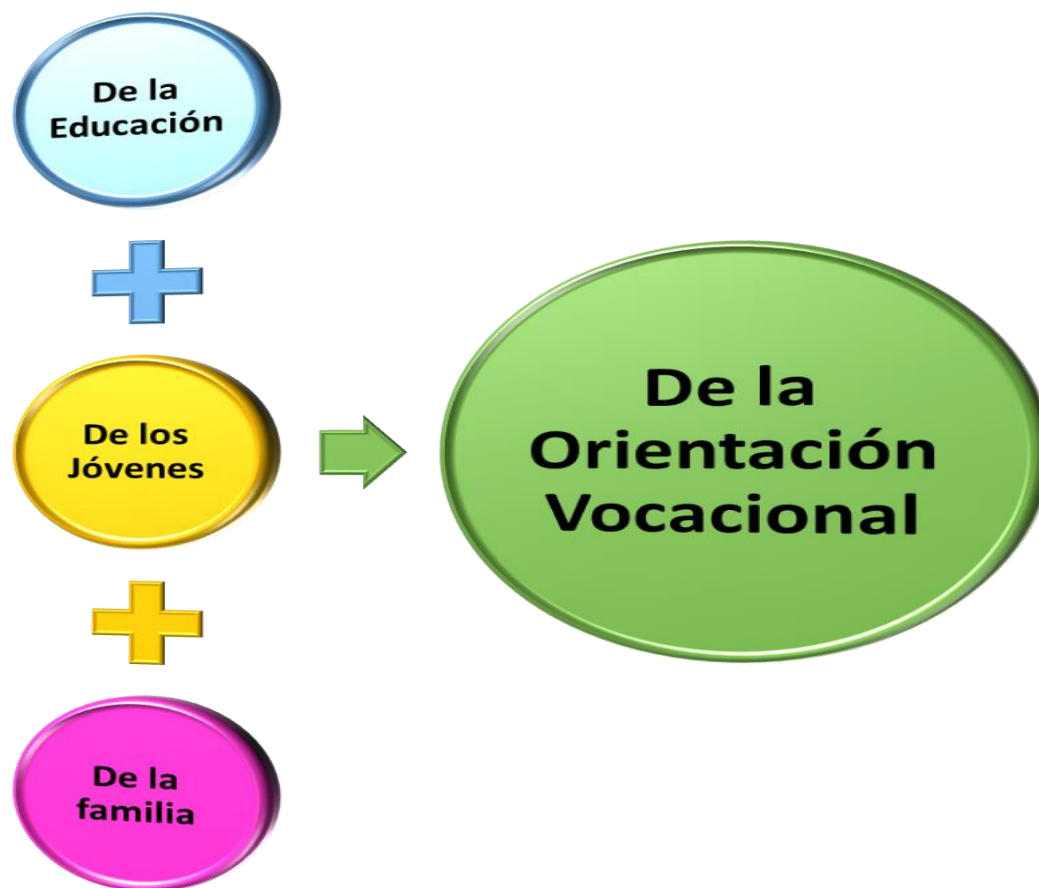 De la
Educación
De los
Jóvenes
De la
familia
De la
Orientación
Vocacional